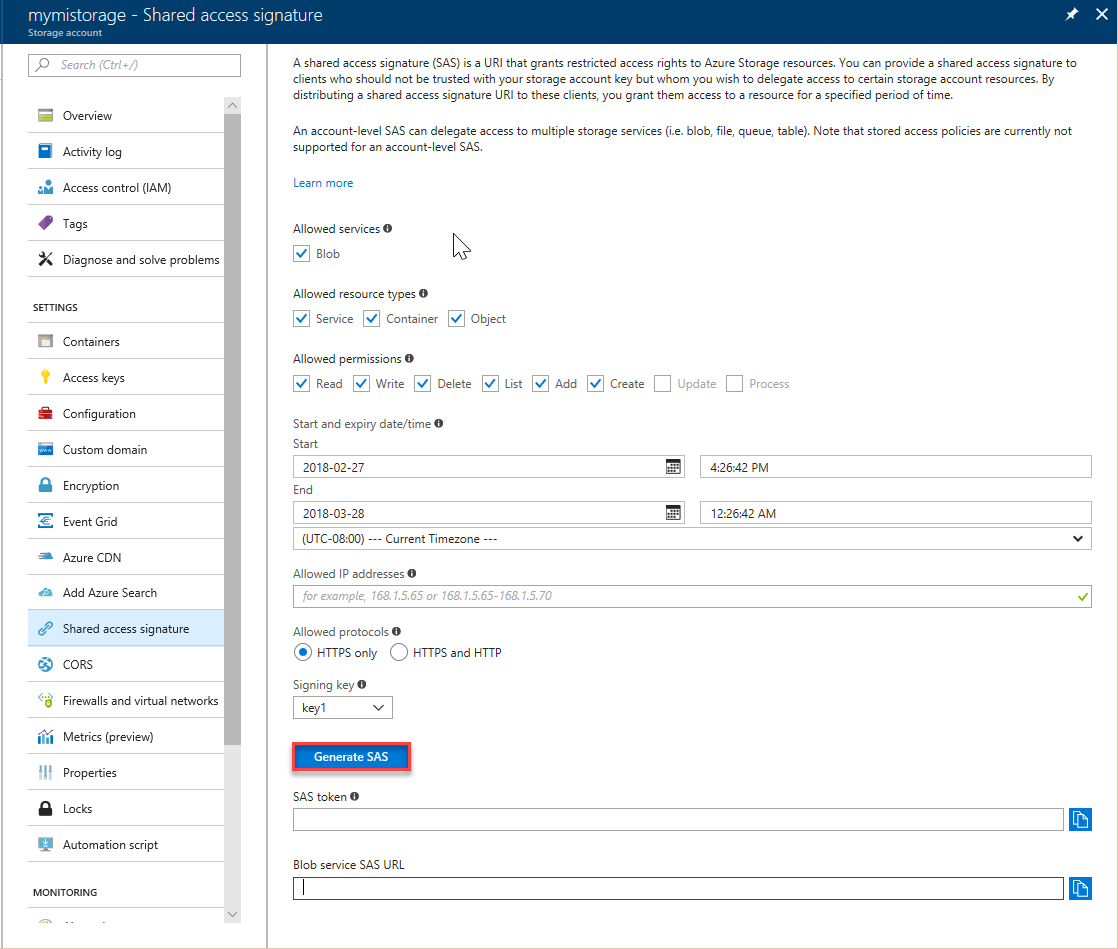 mymistorage - Shared access signature
Storage account
Search (Ctrl+/)
Overview
Activity log
Access control (IAM)
Tags
Diagnose and solve problems
SETTINGS
Containers
Access keys
Configuration
Custom domain
Encryption
Event Grid
Azure CDN
Add Azure Search
Shared access signature
CORS
Firewalls and virtual networks
Metrics (preview)
Properties
Locks
Automation script
MONITORING
A shared access signature (SAS) is a URI that grants restricted access rights to Azure Storage resources. You can provide a shared access signature to
clients who should not be trusted with your storage account key but whom you wish to delegate access to certain storage account resources. By
distributing a shared access signature URI to these clients, you grant them access to a resource for a specified period of time.
An account-level SAS can delegate access to multiple storage services (i.e. blob, file, queue, table). Note that stored access policies are currently not
supported for an account-level SAS.
Learn more
Allowed services
Blob
Allowed resource types
Service Container Object
Allowed permissions
Read Write Delete List Add Create Update Process
Start and expiry date/time
Start
2018-02-27 4:26:42 PM
End
2018-03-28 12:26:42 AM
(UTC-08:00) --- Current Timezone ---
Allowed IP addresses
for example, 168.1.5.65 or 168.1.5.65-168.1.5.70
Allowed protocols
HTTPS only HTTPS and HTTP
Signing key
key1
Generate SAS
SAS token
Blob service SAS URL